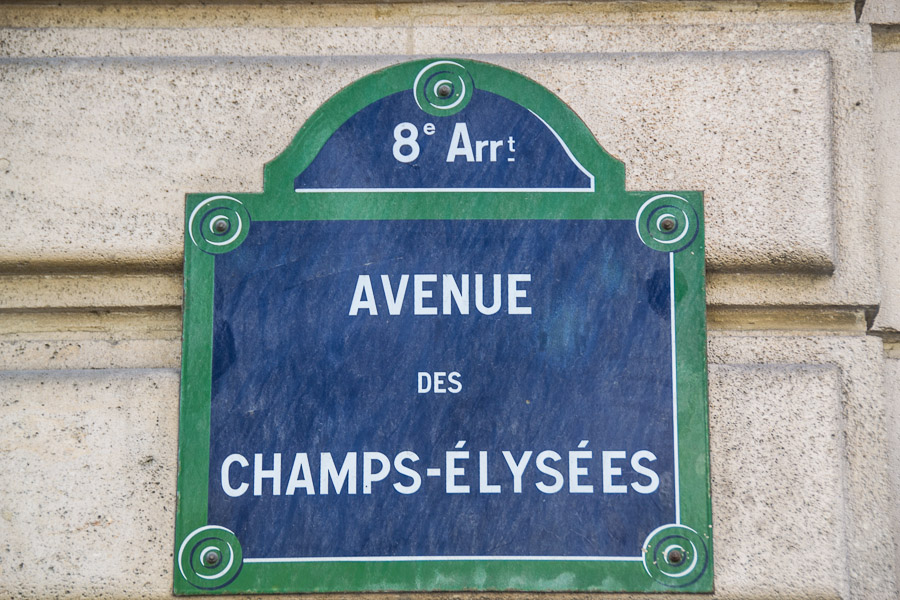 8e Arrt
AVENUE
DES
CHAMPS-ÉLYSÉES